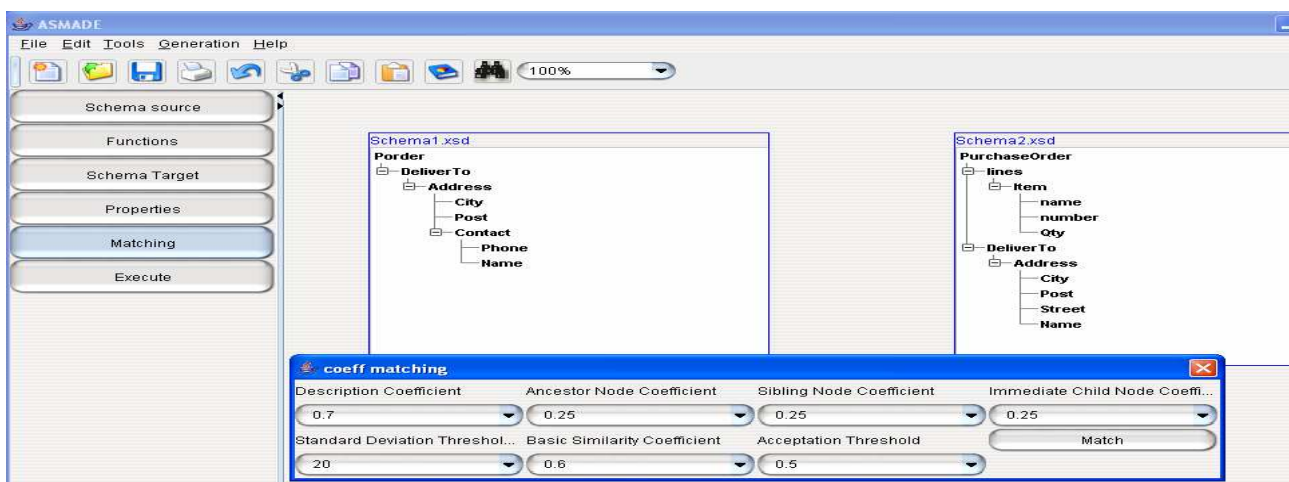 ASMADE
File Edit Tools Generation Help
100%
Schema source
Functions
Schema Target
Properties
Matching
Execute
Schema1.xsd
Porder
DeliverTo
Address
City
Post
Contact
Phone
Name
Schema2.xsd
PurchaseOrder
lines
Item
name
number
Qty
DeliverTo
Address
City
Post
Street
Name
coeff matching
Description Coefficient Ancestor Node Coefficient Sibling Node Coefficient Immediate Child Node Coeffi...
0.7 0.25 0.25 0.25
Standard Deviation Threshol... Basic Similarity Coefficient Acceptation Threshold Match
20 0.6 0.5